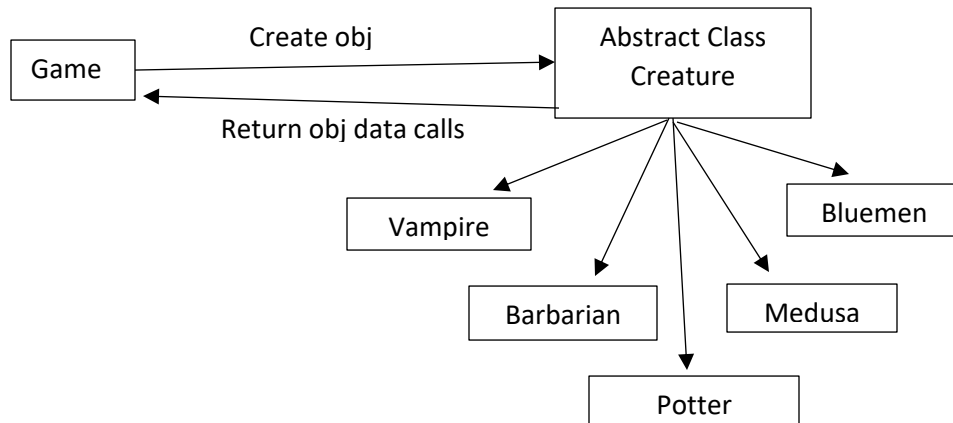 Create obj
Abstract Class
Creature
Game
Return obj data calls
Vampire
Bluemen
Barbarian
Medusa
Potter